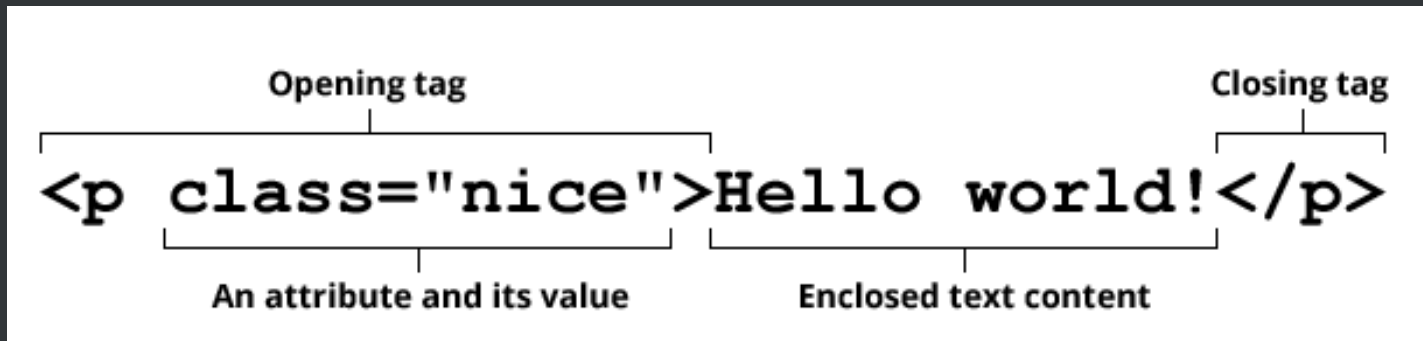 Opening tag
Closing tag
<p class="nice">Hello world!</p>
An attribute and its value
Enclosed text content